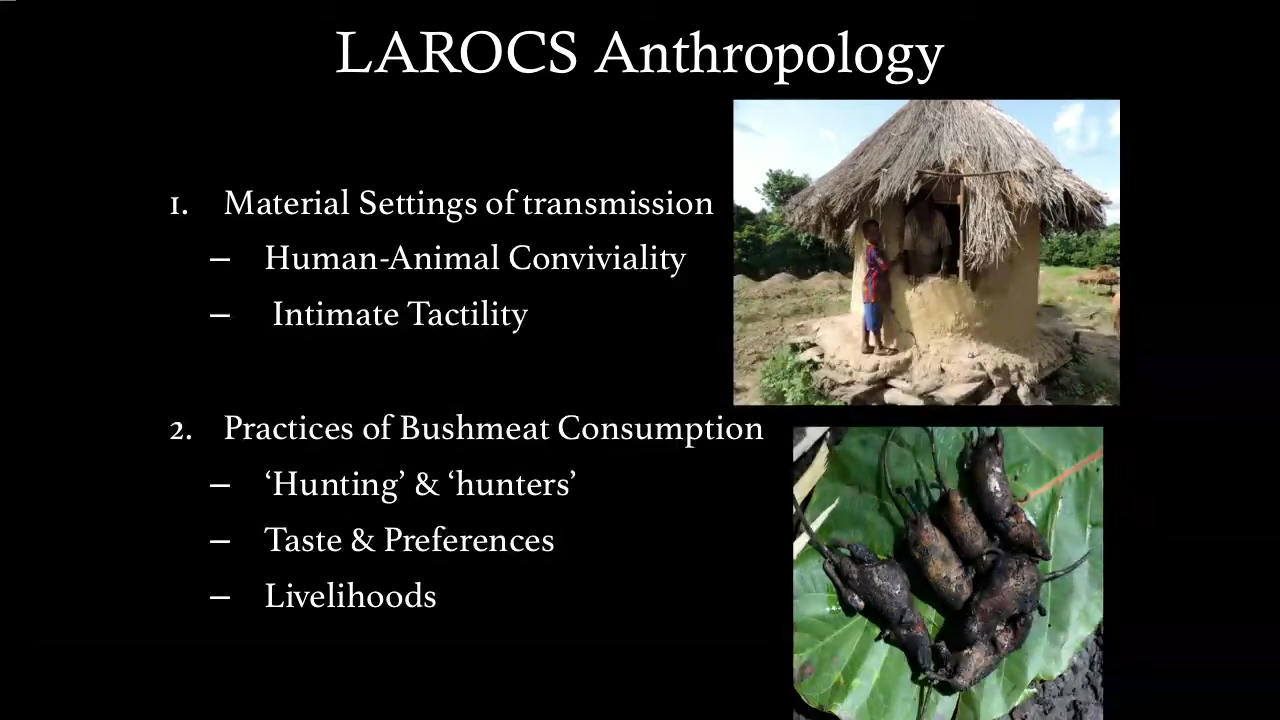 LAROCS Anthropology
1. Material Settings of transmission
– Human-Animal Conviviality
– Intimate Tactility
2. Practices of Bushmeat Consumption
– ‘Hunting’ & ‘hunters’
– Taste & Preferences
– Livelihoods